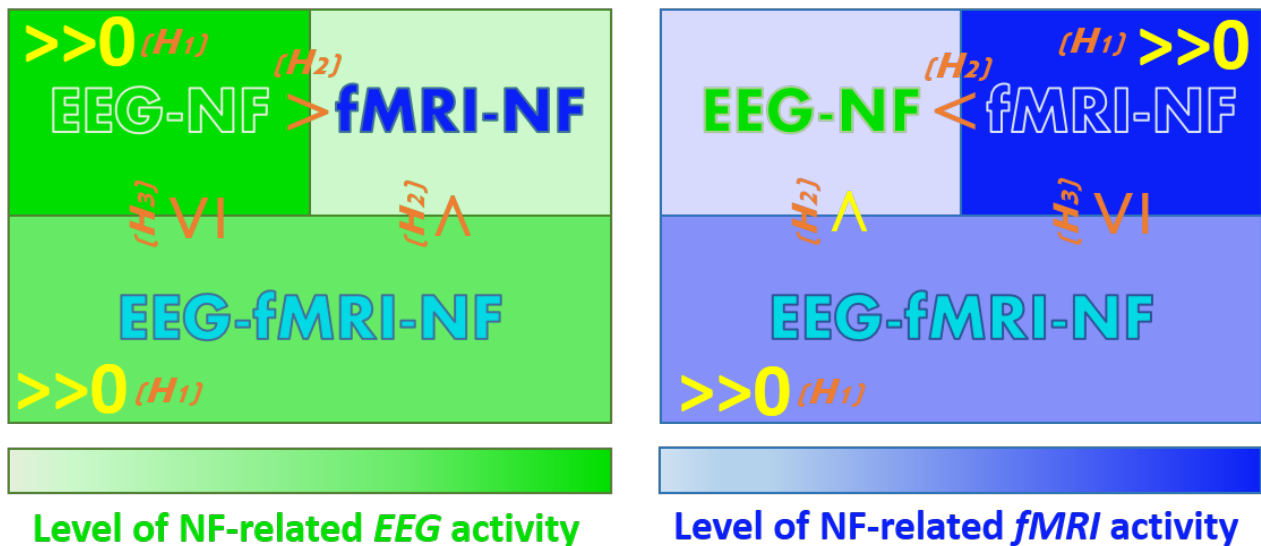 >>0 (H1)
(H2)
EEG-NF > fMRI-NF
(H3) ≥
(H2) <
EEG-fMRI-NF
>>0 (H1)
Level of NF-related EEG activity
(H1) >>0
(H2)
EEG-NF < fMRI-NF
(H2) <
(H3) ≥
EEG-fMRI-NF
>>0 (H1)
Level of NF-related fMRI activity